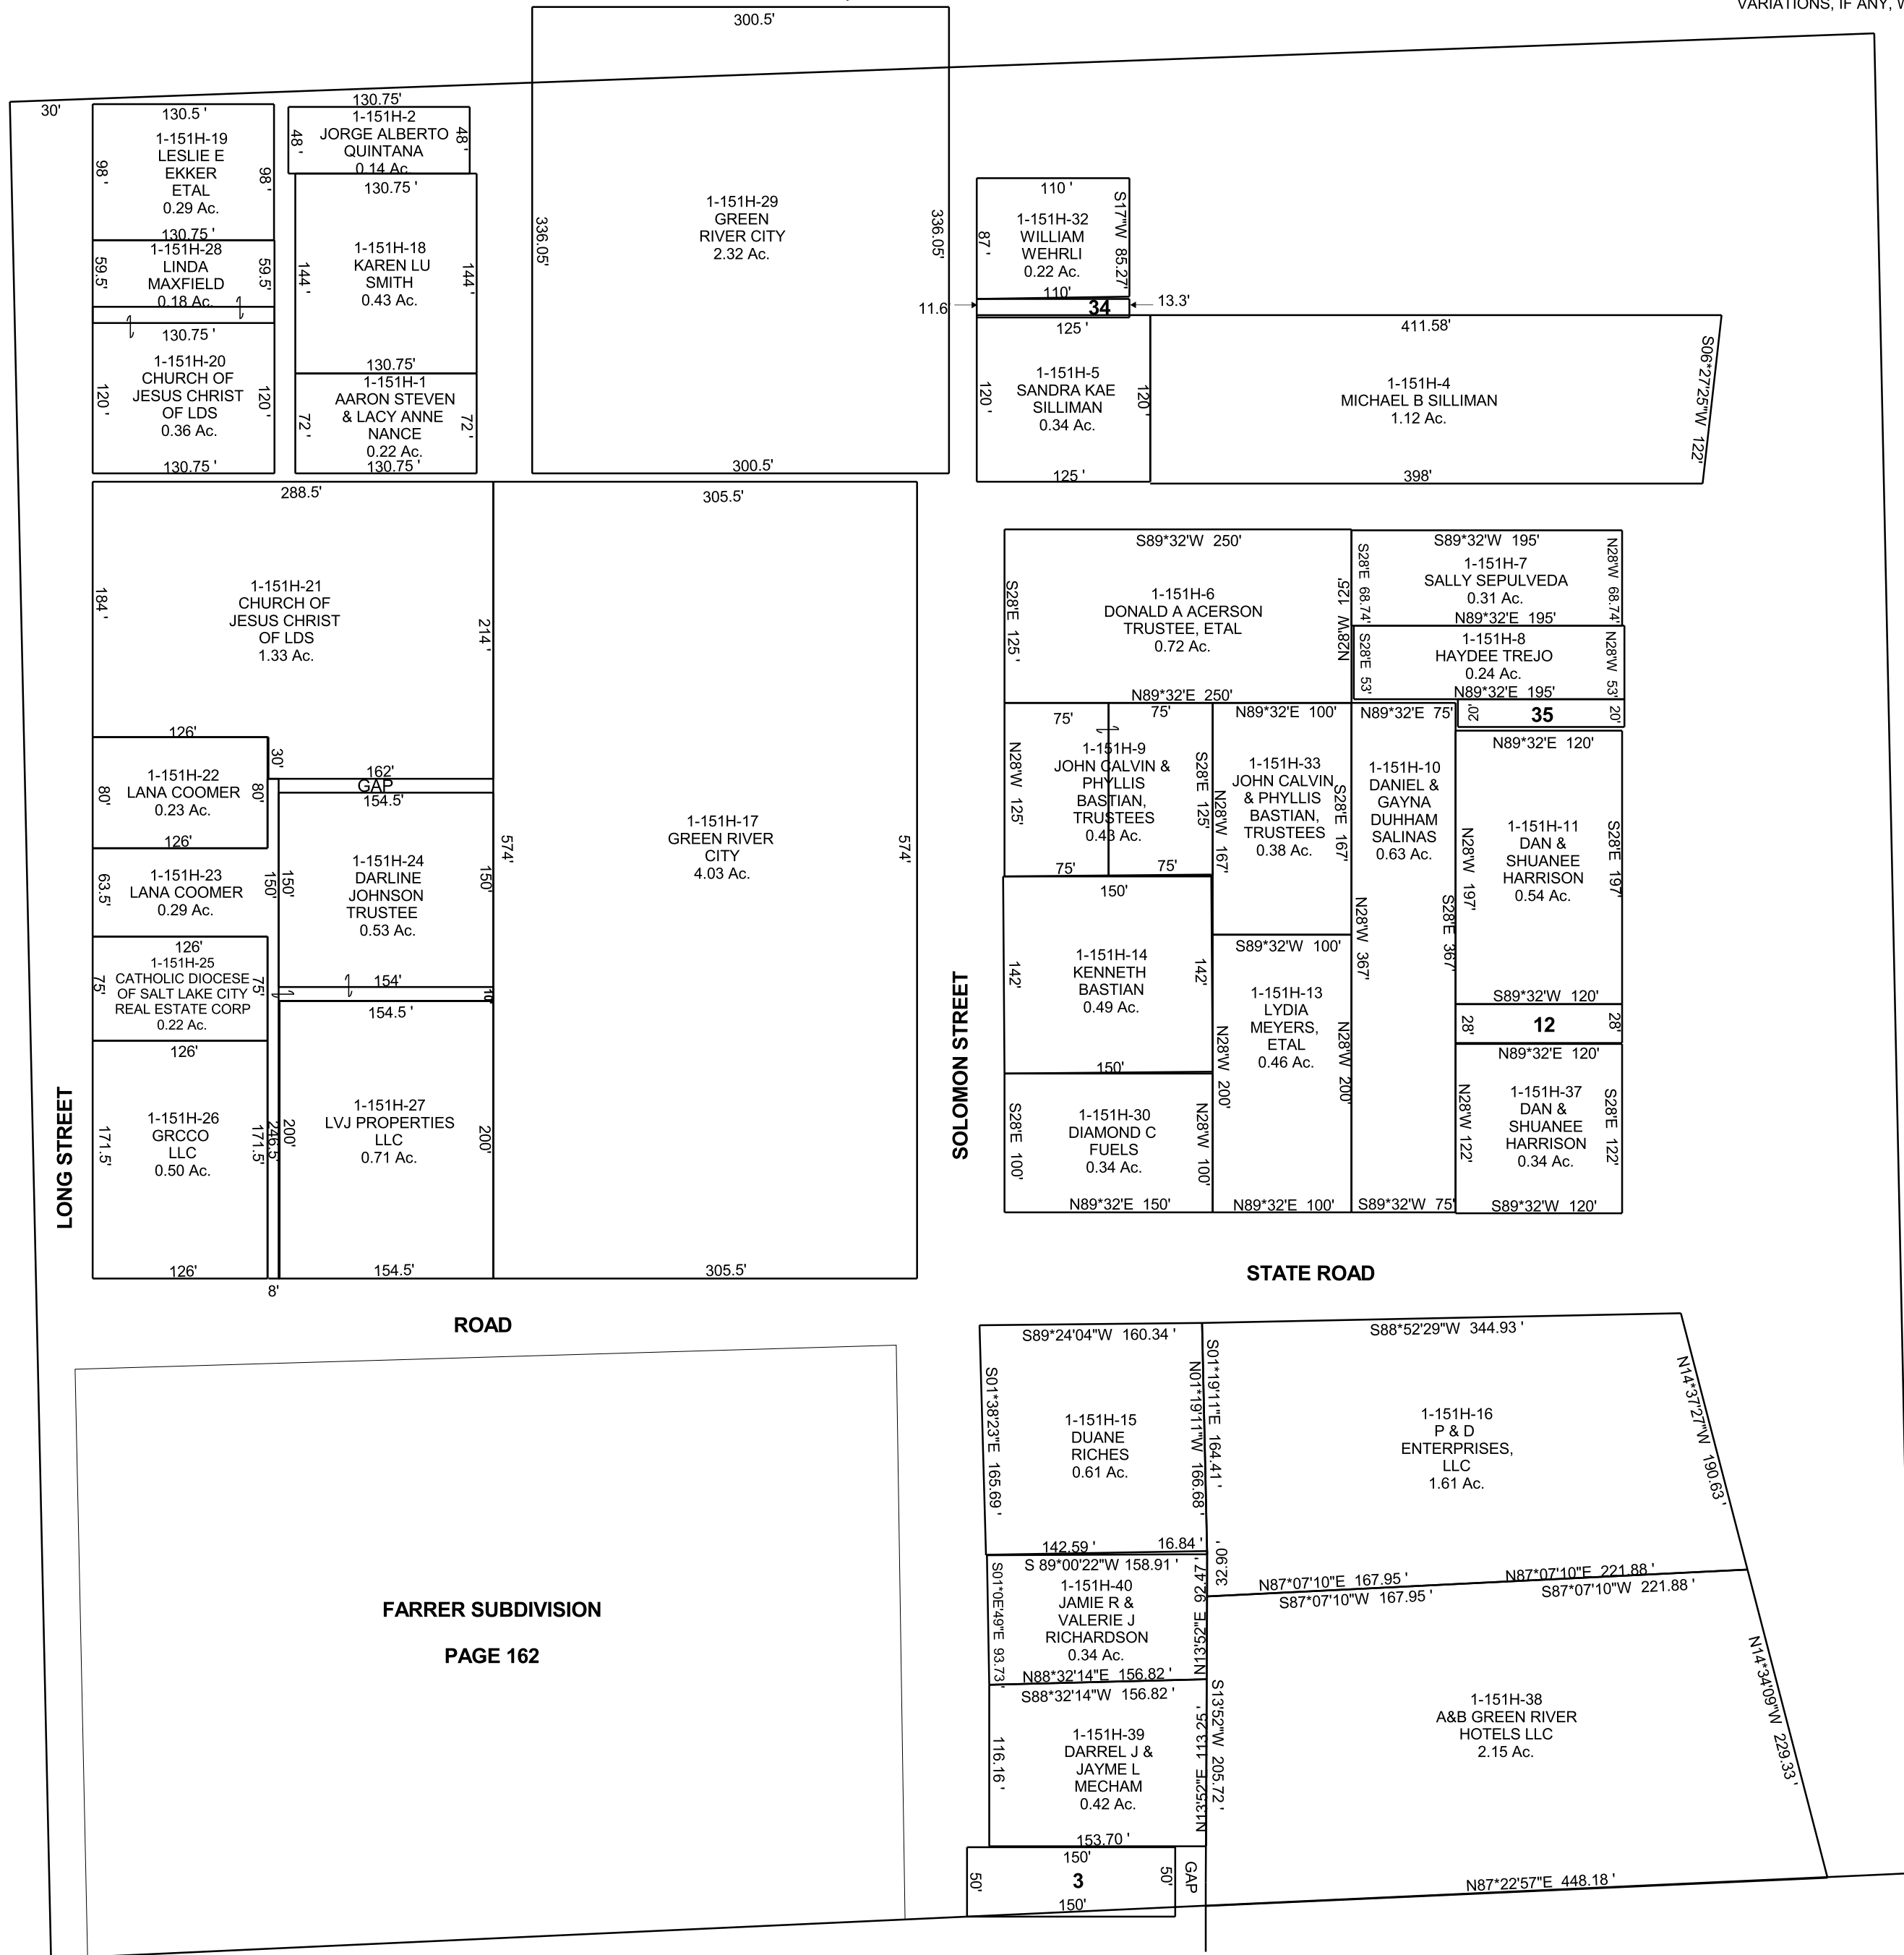 VARIATIONS, IF ANY, W
30'
130.5 '
1-151H-19
LESLIE E
EKKER
ETAL
0.29 Ac.
98 '
98 '
130.75 '
1-151H-28
LINDA
MAXFIELD
0.18 Ac.
59.5'
59.5'
130.75 '
1-151H-20
CHURCH OF
JESUS CHRIST
OF LDS
0.36 Ac.
120 '
120 '
130.75 '
130.75'
1-151H-2
JORGE ALBERTO
QUINTANA
0.14 Ac.
48 '
48 '
130.75 '
1-151H-18
KAREN LU
SMITH
0.43 Ac.
144 '
144 '
130.75'
1-151H-1
AARON STEVEN
& LACY ANNE
NANCE
0.22 Ac.
72 '
72 '
130.75 '
300.5'
336.05'
336.05'
1-151H-29
GREEN
RIVER CITY
2.32 Ac.
300.5'
110 '
1-151H-32
WILLIAM
WEHRLI
0.22 Ac.
87 '
S17"W 85.27'
110'
11.6'
34
13.3'
125 '
1-151H-5
SANDRA KAE
SILLIMAN
0.34 Ac.
120 '
120 '
125 '
411.58'
1-151H-4
MICHAEL B SILLIMAN
1.12 Ac.
S06*27'25"W 122'
398'
288.5'
184 '
214 '
1-151H-21
CHURCH OF
JESUS CHRIST
OF LDS
1.33 Ac.
126'
30'
162'
GAP
154.5'
1-151H-22
LANA COOMER
0.23 Ac.
80'
80'
126'
1-151H-23
LANA COOMER
0.29 Ac.
63.5'
150'
150'
150'
1-151H-24
DARLINE
JOHNSON
TRUSTEE
0.53 Ac.
126'
1-151H-25
CATHOLIC DIOCESE
OF SALT LAKE CITY
REAL ESTATE CORP
0.22 Ac.
75'
75'
154'
10'
154.5 '
126'
1-151H-26
GRCCO
LLC
0.50 Ac.
171.5'
171.5'
246.5'
200'
1-151H-27
LVJ PROPERTIES
LLC
0.71 Ac.
200'
126'
8'
154.5'
305.5'
574'
574'
1-151H-17
GREEN RIVER
CITY
4.03 Ac.
305.5'
LONG STREET
SOLOMON STREET
S89*32'W 250'
S28'E 125 '
N28'W 125'
1-151H-6
DONALD A ACERSON
TRUSTEE, ETAL
0.72 Ac.
N89*32'E 250'
S89*32'W 195'
1-151H-7
SALLY SEPULVEDA
0.31 Ac.
S28'E 68.74'
N28'W 68.74'
N89*32'E 195'
1-151H-8
HAYDEE TREJO
0.24 Ac.
S28'E 53'
N28'W 53'
N89*32'E 195'
20'
35
20'
75'
75'
1-151H-9
JOHN CALVIN &
PHYLLIS
BASTIAN,
TRUSTEES
0.43 Ac.
N28'W 125'
S28'E 125'
75'
75'
N89*32'E 100'
1-151H-33
JOHN CALVIN
& PHYLLIS
BASTIAN,
TRUSTEES
0.38 Ac.
N28'W 167'
S28'E 167'
N89*32'E 75'
1-151H-10
DANIEL &
GAYNA
DUHHAM
SALINAS
0.63 Ac.
N28'W 367'
S28'E 367'
S89*32'W 75'
N89*32'E 120'
1-151H-11
DAN &
SHUANEE
HARRISON
0.54 Ac.
N28'W 197'
S28'E 197'
S89*32'W 120'
28'
12
28'
N89*32'E 120'
1-151H-37
DAN &
SHUANEE
HARRISON
0.34 Ac.
N28'W 122'
S28'E 122'
S89*32'W 120'
150'
1-151H-14
KENNETH
BASTIAN
0.49 Ac.
142'
142'
150'
1-151H-30
DIAMOND C
FUELS
0.34 Ac.
S28'E 100'
N28'W 100'
N89*32'E 150'
S89*32'W 100'
1-151H-13
LYDIA
MEYERS,
ETAL
0.46 Ac.
N28'W 200'
N28'W 200'
N89*32'E 100'
STATE ROAD
ROAD
FARRER SUBDIVISION
PAGE 162
S89*24'04"W 160.34 '
1-151H-15
DUANE
RICHES
0.61 Ac.
S01*38'23"E 165.69 '
N01*19'11"W 166.68 '
142.59 '
16.84 '
S88*52'29"W 344.93 '
S01*19'11"E 164.41 '
32.90 '
1-151H-16
P & D
ENTERPRISES,
LLC
1.61 Ac.
N14*37'27"W 190.63 '
N87*07'10"E 167.95 '
N87*07'10"E 221.88 '
S87*07'10"W 167.95 '
S87*07'10"W 221.88 '
S 89*00'22"W 158.91 '
1-151H-40
JAMIE R &
VALERIE J
RICHARDSON
0.34 Ac.
S01*0E'49"E 93.73 '
N13'52"E 92.47 '
N88*32'14"E 156.82 '
S88*32'14"W 156.82 '
1-151H-39
DARREL J &
JAYME L
MECHAM
0.42 Ac.
116.16 '
N13'52"E 113.25 '
153.70 '
S13'52"W 205.72 '
1-151H-38
A&B GREEN RIVER
HOTELS LLC
2.15 Ac.
N14*34'09"W 229.33 '
N87*22'57"E 448.18 '
150'
50'
3
50'
GAP
150'